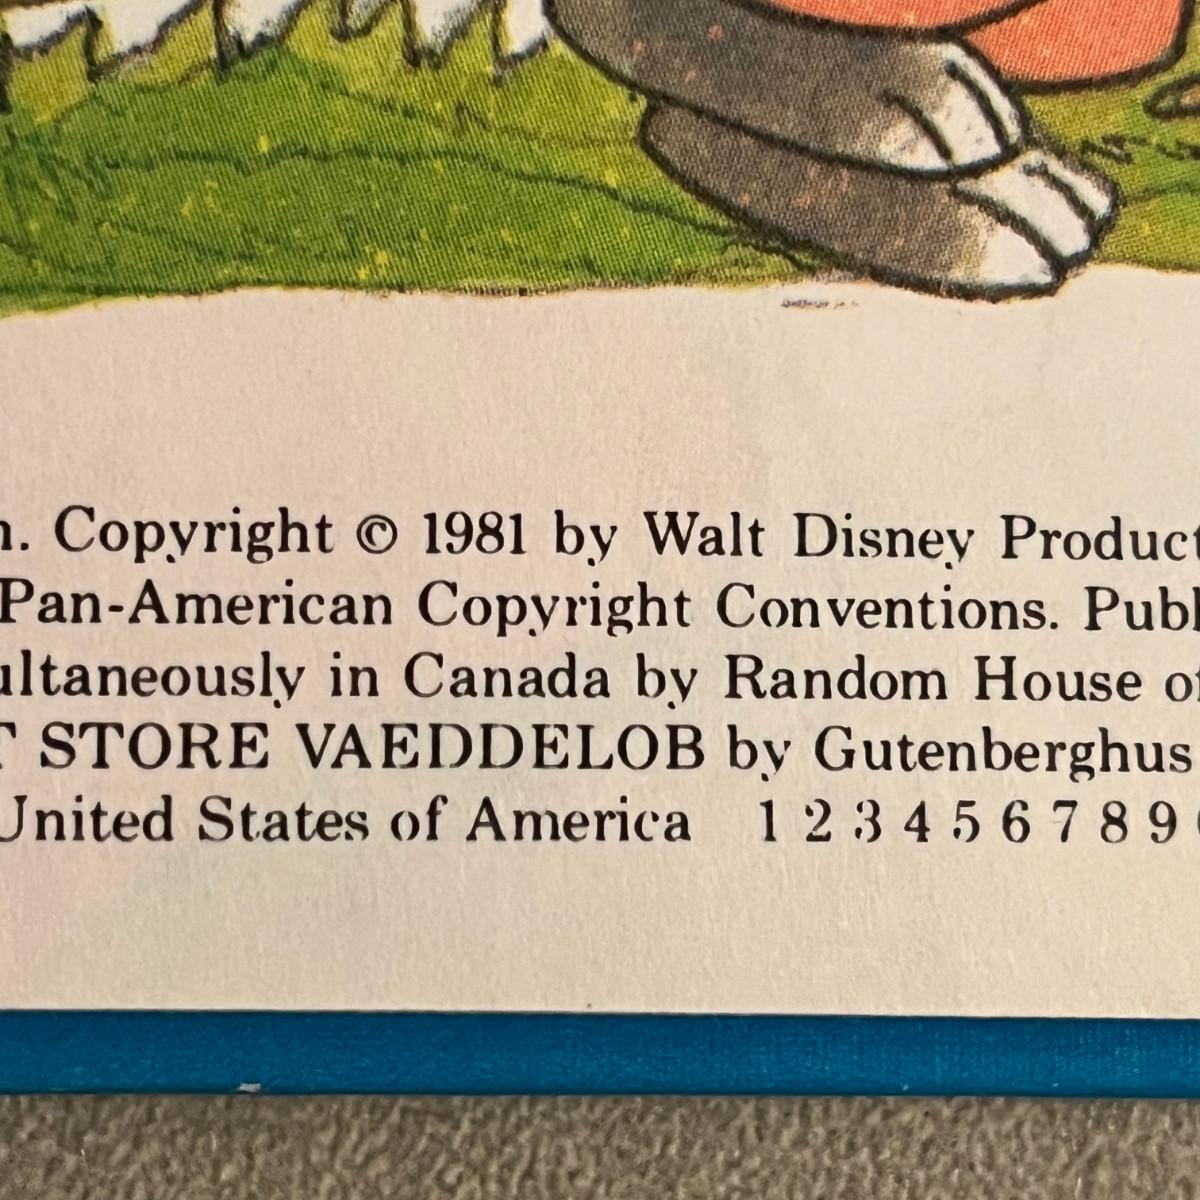 n. Copyright © 1981 by Walt Disney Product
Pan-American Copyright Conventions. Publ
ultaneously in Canada by Random House of
T STORE VAEDDELOB by Gutenberghus
United States of America 1 2 3 4 5 6 7 8 9